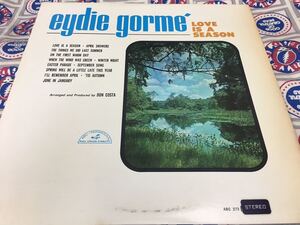 eydie gormé
LOVE
IS A
SEASON
LOVE IS A SEASON · APRIL SHOWERS
THE THINGS WE DID LAST SUMMER
ON THE FIRST WARM DAY
WHEN THE WIND WAS GREEN · WINTER WIND
EASTER PARADE · SEPTEMBER SONG
SPRING WILL BE A LITTLE LATE THIS YEAR
I'LL REMEMBER APRIL · 'TIS AUTUMN
JUNE IN JANUARY
Arranged and Produced by DON COSTA
STEREO